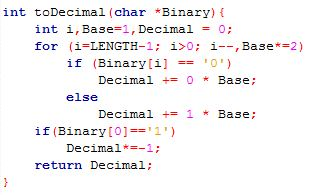 int toDecimal(char *Binary){
    int i,Base=1,Decimal = 0;
    for (i=LENGTH-1; i>0; i--,Base*=2)
        if (Binary[i] == '0')
            Decimal += 0 * Base;
        else
            Decimal += 1 * Base;
    if(Binary[0]=='1')
        Decimal*=-1;
    return Decimal;
}